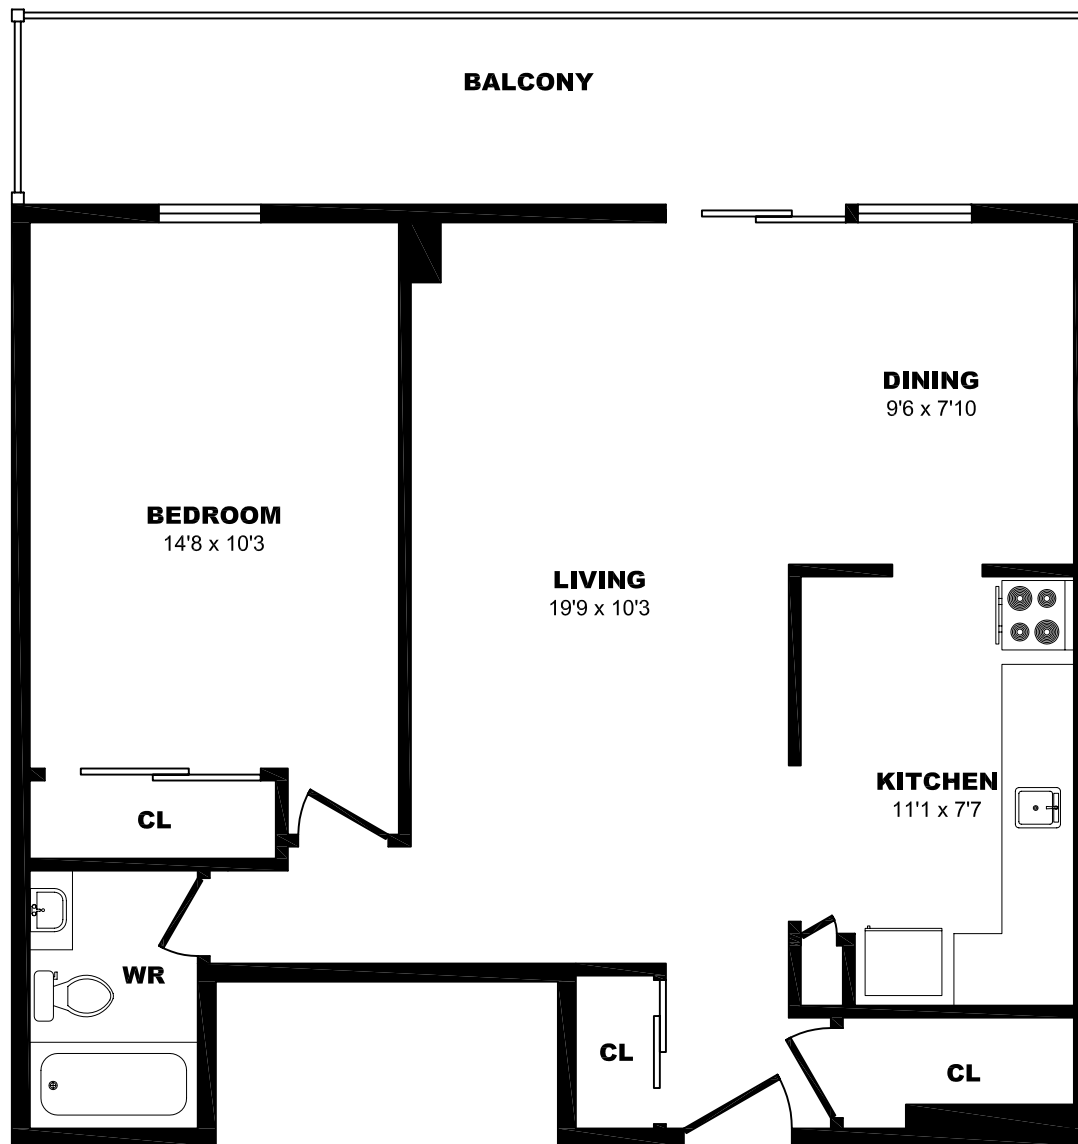 BALCONY
DINING
9'6 x 7'10
BEDROOM
14'8 x 10'3
LIVING
19'9 x 10'3
KITCHEN
11'1 x 7'7
CL
WR
CL
CL